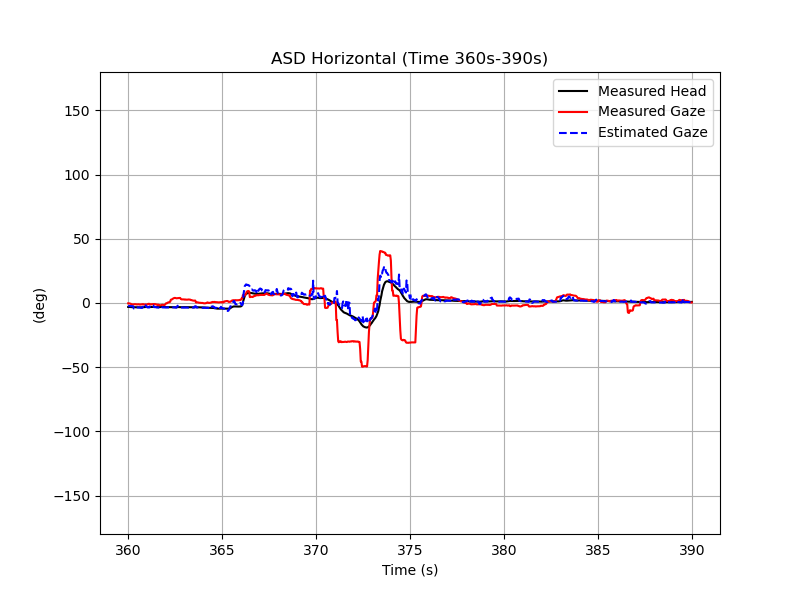 ASD Horizontal (Time 360s-390s)
Measured Head
Measured Gaze
Estimated Gaze
150
100
50
0
−50
−100
−150
(deg)
360 365 370 375 380 385 390
Time (s)